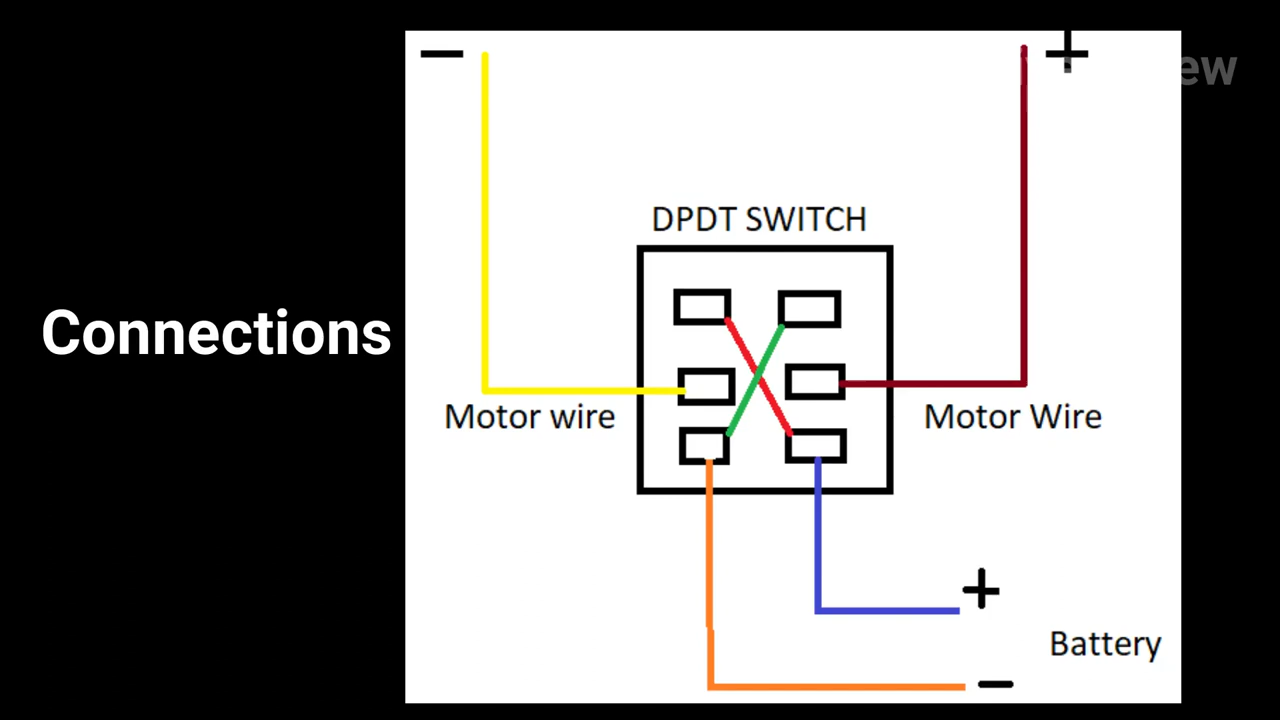 − +
DPDT SWITCH
Connections
Motor wire Motor Wire
+
Battery
−